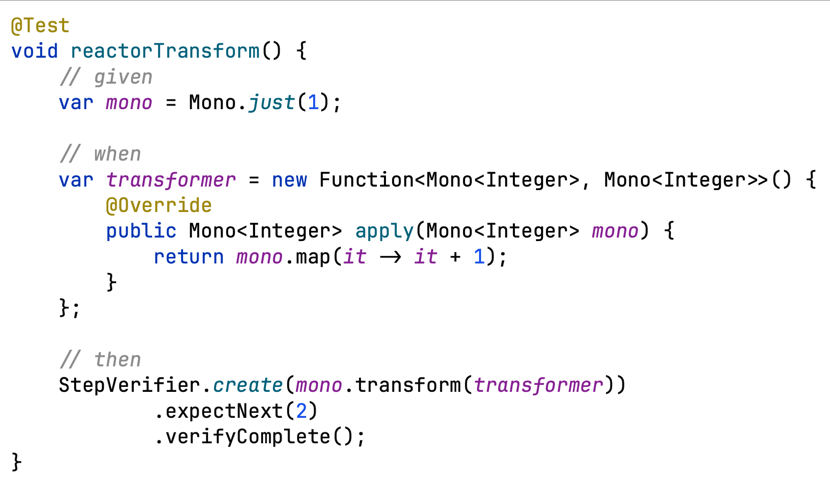 @Test
void reactorTransform() {
    // given
    var mono = Mono.just(1);

    // when
    var transformer = new Function<Mono<Integer>, Mono<Integer>>() {
        @Override
        public Mono<Integer> apply(Mono<Integer> mono) {
            return mono.map(it -> it + 1);
        }
    };

    // then
    StepVerifier.create(mono.transform(transformer))
            .expectNext(2)
            .verifyComplete();
}